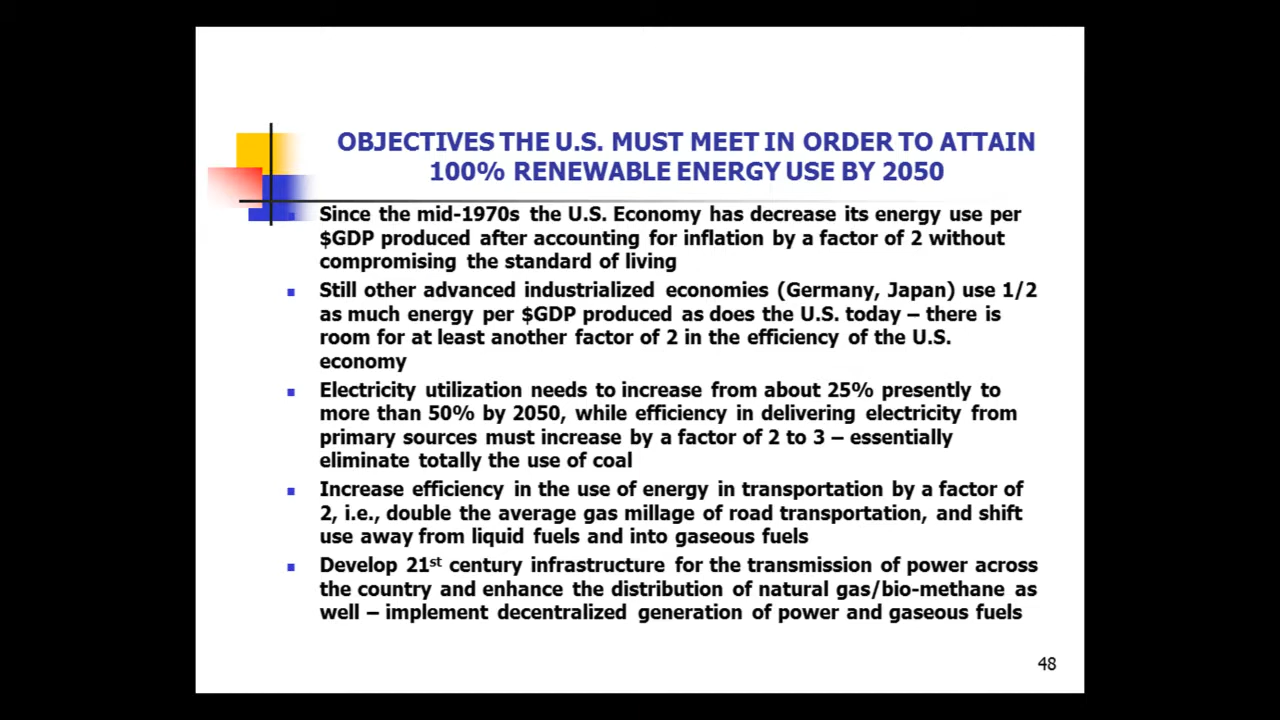 OBJECTIVES THE U.S. MUST MEET IN ORDER TO ATTAIN
100% RENEWABLE ENERGY USE BY 2050
Since the mid-1970s the U.S. Economy has decrease its energy use per
$GDP produced after accounting for inflation by a factor of 2 without
compromising the standard of living
Still other advanced industrialized economies (Germany, Japan) use 1/2
as much energy per $GDP produced as does the U.S. today – there is
room for at least another factor of 2 in the efficiency of the U.S.
economy
Electricity utilization needs to increase from about 25% presently to
more than 50% by 2050, while efficiency in delivering electricity from
primary sources must increase by a factor of 2 to 3 – essentially
eliminate totally the use of coal
Increase efficiency in the use of energy in transportation by a factor of
2, i.e., double the average gas millage of road transportation, and shift
use away from liquid fuels and into gaseous fuels
Develop 21st century infrastructure for the transmission of power across
the country and enhance the distribution of natural gas/bio-methane as
well – implement decentralized generation of power and gaseous fuels
48